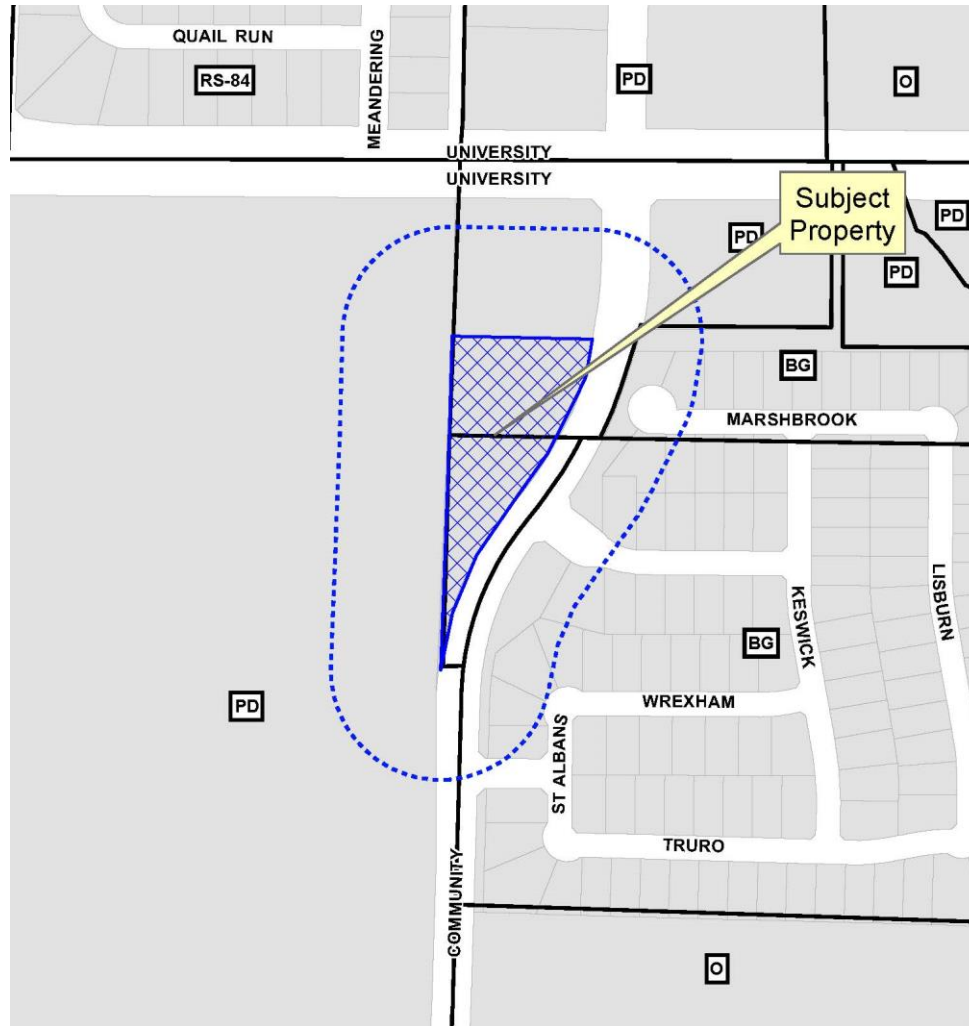 QUAIL RUN
RS-84
MEANDERING
PD
O
UNIVERSITY
UNIVERSITY
Subject
Property
PD
PD
PD
BG
MARSHBROOK
KESWICK
LISBURN
BG
WREXHAM
PD
ST ALBANS
TRURO
COMMUNITY
O